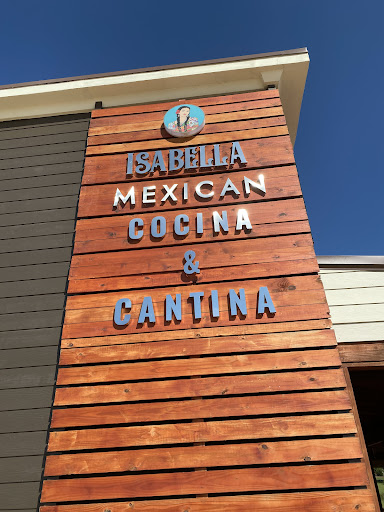 ISABELLA
MEXICAN
COCINA
&
CANTINA